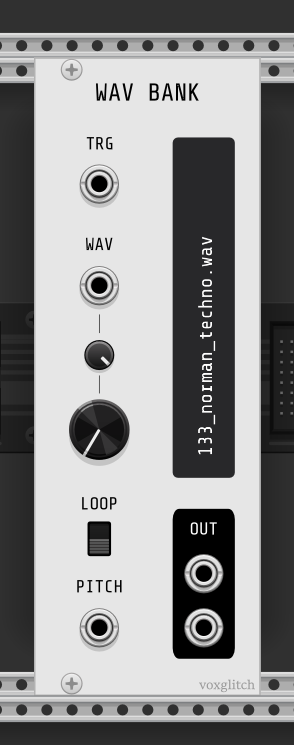 WAV BANK
TRG
WAV
133_norman_techno.wav
LOOP
OUT
PITCH
voxglitch